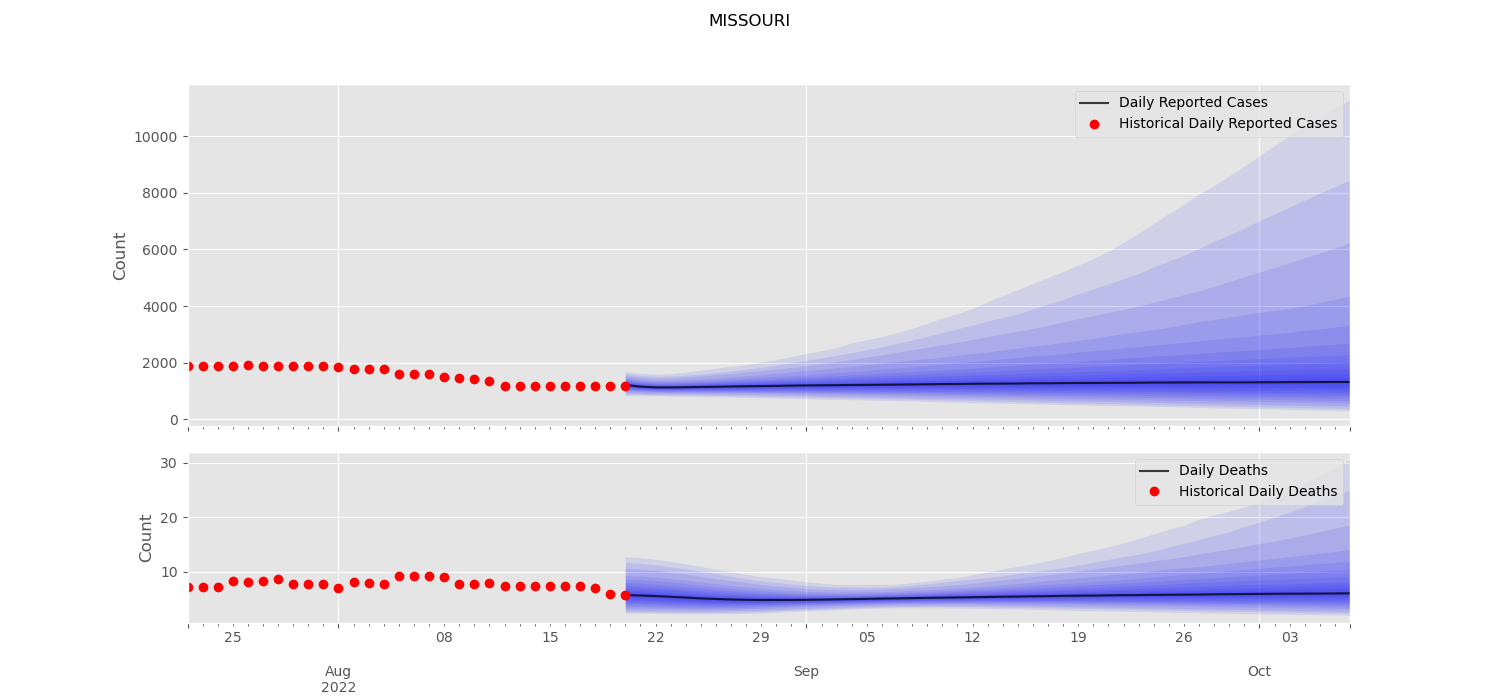 MISSOURI
Daily Reported Cases
Historical Daily Reported Cases
10000
8000
6000
4000
2000
0
Count
Daily Deaths
Historical Daily Deaths
30
20
10
Count
25 08 15 22 29 05 12 19 26 03
Aug Sep Oct
2022